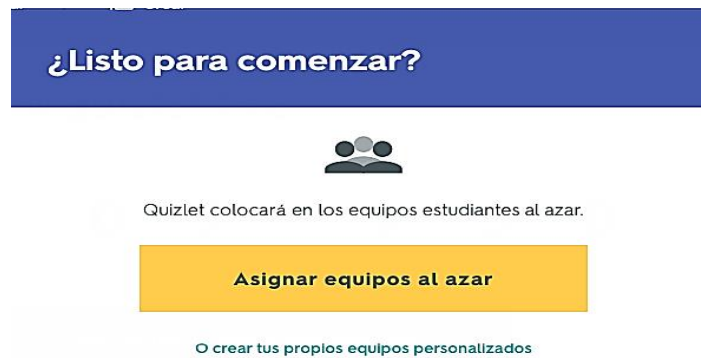 ¿Listo para comenzar?
Quizlet colocará en los equipos estudiantes al azar.
Asignar equipos al azar
O crear tus propios equipos personalizados